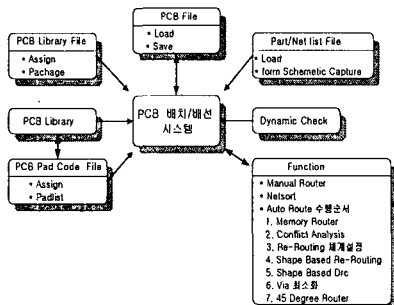 PCB File
* Load
* Save
PCB Library File
* Assign
* Pachage
Part/Net list File
* Load
* form Schemetic Capture
PCB Library
PCB 배치/배선
시스템
Dynamic Check
PCB Pad Code File
* Assign
* Padlist
Function
* Manual Router
* Netsort
* Auto Route 수행순서
1. Memory Router
2. Conflict Analysis
3. Re-Routing 체계설정
4. Shape Based Re-Routing
5. Shape Based Drc
6. Via 최소화
7. 45 Degree Router